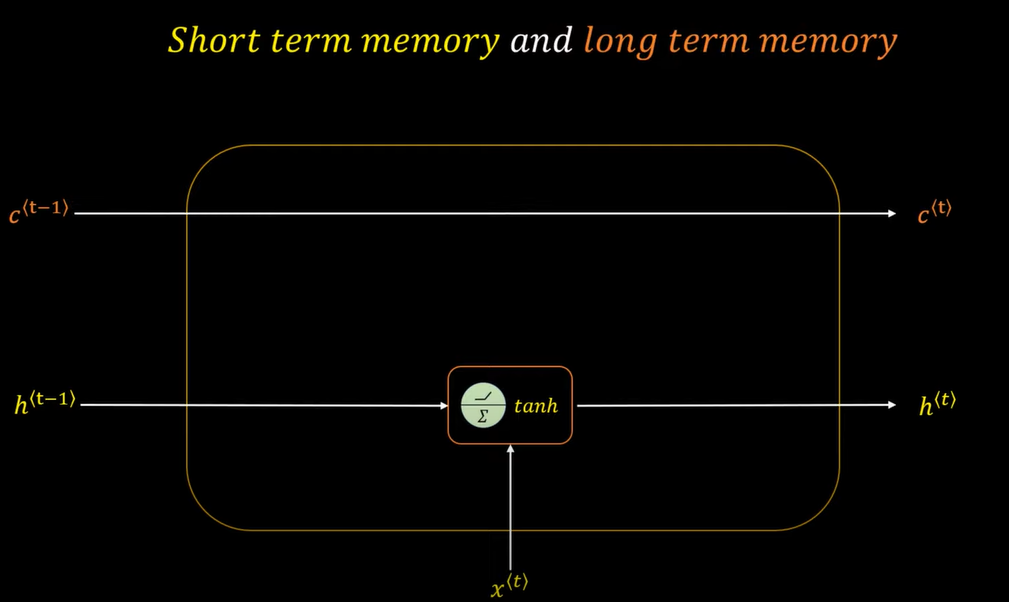 Short term memory and long term memory
c⟨t−1⟩
c⟨t⟩
h⟨t−1⟩
Σ
tanh
h⟨t⟩
x⟨t⟩